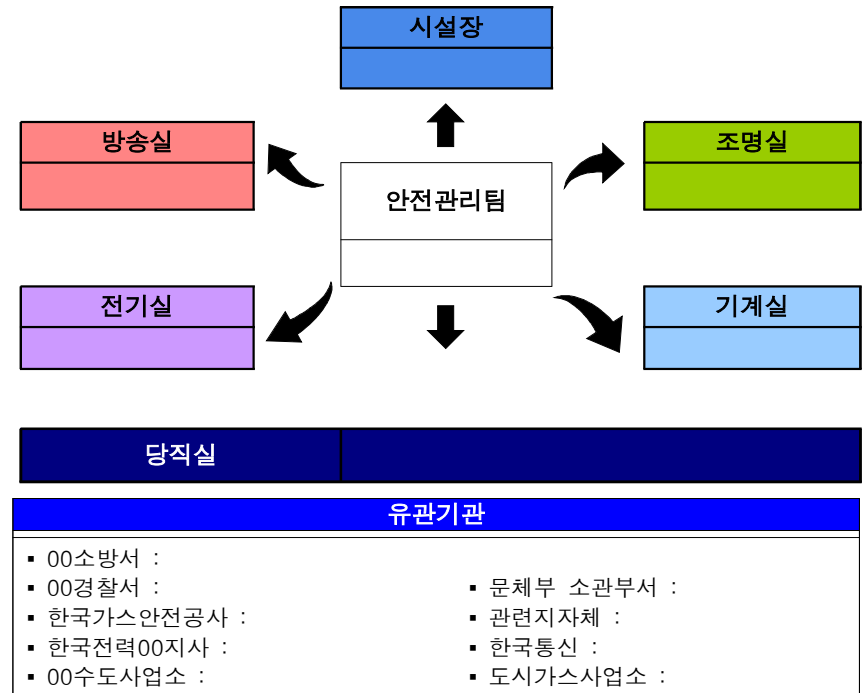 시설장
방송실
조명실
안전관리팀
전기실
기계실
당직실
유관기관
▪ 00소방서 :
▪ 00경찰서 :
▪ 문체부 소관부서 :
▪ 한국가스안전공사 :
▪ 관련지자체 :
▪ 한국전력00지사 :
▪ 한국통신 :
▪ 00수도사업소 :
▪ 도시가스사업소 :